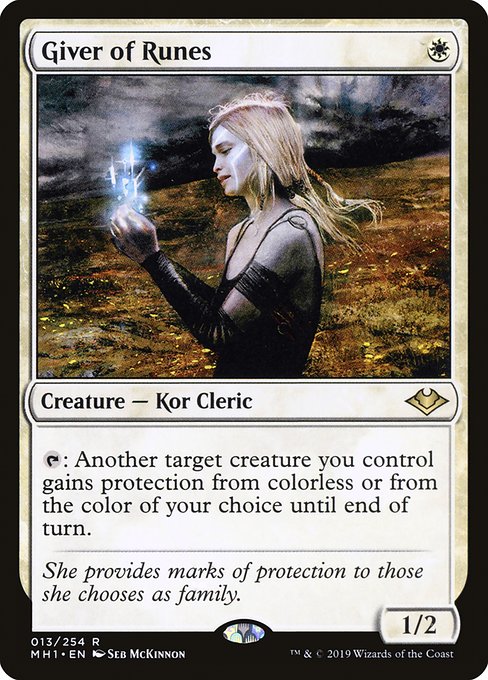 Giver of Runes
Creature — Kor Cleric
: Another target creature you control
gains protection from colorless or from
the color of your choice until end of
turn.
She provides marks of protection to those
she chooses as family.
1/2
013/254 R
MH1 • EN Seb McKinnon
™ & © 2019 Wizards of the Coast